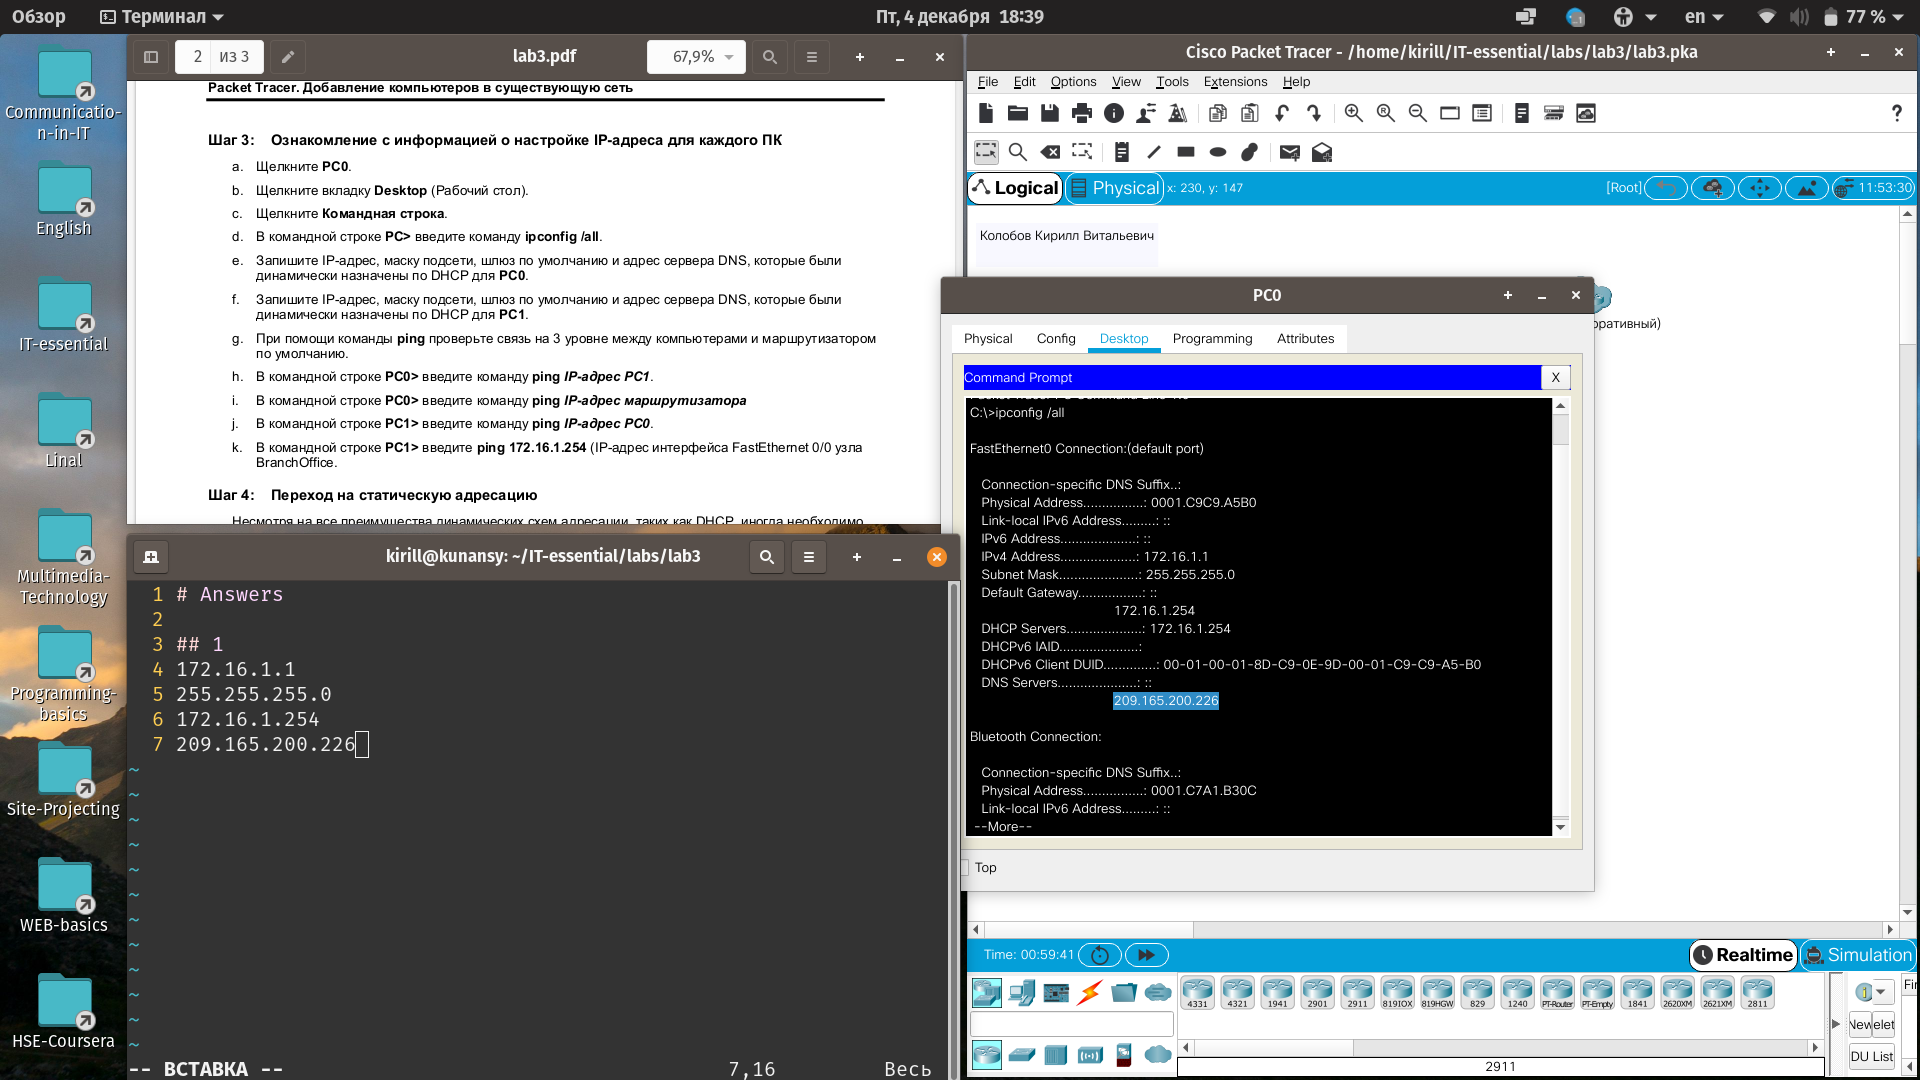 Обзор
Терминал
Пт, 4 декабря 18:39
en
77 %
Communicatio-
n-in-IT
English
IT-essential
Linal
Multimedia-
Technology
Programming-
basics
Site-Projecting
WEB-basics
HSE-Coursera
2 из 3
lab3.pdf
67,9%
Packet Tracer. Добавление компьютеров в существующую сеть
Шаг 3: Ознакомление с информацией о настройке IP-адреса для каждого ПК
a. Щелкните PC0.
b. Щелкните вкладку Desktop (Рабочий стол).
c. Щелкните Командная строка.
d. В командной строке PC> введите команду ipconfig /all.
e. Запишите IP-адрес, маску подсети, шлюз по умолчанию и адрес сервера DNS, которые были
динамически назначены по DHCP для PC0.
f. Запишите IP-адрес, маску подсети, шлюз по умолчанию и адрес сервера DNS, которые были
динамически назначены по DHCP для PC1.
g. При помощи команды ping проверьте связь на 3 уровне между компьютерами и маршрутизатором
по умолчанию.
h. В командной строке PC0> введите команду ping IP-адрес PC1.
i. В командной строке PC0> введите команду ping IP-адрес маршрутизатора
j. В командной строке PC1> введите команду ping IP-адрес PC0.
k. В командной строке PC1> введите ping 172.16.1.254 (IP-адрес интерфейса FastEthernet 0/0 узла
BranchOffice.
Шаг 4: Переход на статическую адресацию
Несмотря на все преимущества динамических схем адресации, таких как DHCP, иногда необходимо
kirill@kunansy: ~/IT-essential/labs/lab3
1 # Answers
2
3 ## 1
4 172.16.1.1
5 255.255.255.0
6 172.16.1.254
7 209.165.200.226
-- ВСТАВКА -- 7,16 Весь
Cisco Packet Tracer - /home/kirill/IT-essential/labs/lab3/lab3.pka
File Edit Options View Tools Extensions Help
Logical Physical x: 230, y: 147 [Root] 11:53:30
Колобов Кирилл Витальевич
оративный)
PC0
Physical Config Desktop Programming Attributes
Command Prompt X
C:\>ipconfig /all
FastEthernet0 Connection:(default port)
Connection-specific DNS Suffix..:
Physical Address................: 0001.C9C9.A5B0
Link-local IPv6 Address.........: ::
IPv6 Address....................: ::
IPv4 Address....................: 172.16.1.1
Subnet Mask.....................: 255.255.255.0
Default Gateway.................: ::
172.16.1.254
DHCP Servers....................: 172.16.1.254
DHCPv6 IAID.....................:
DHCPv6 Client DUID..............: 00-01-00-01-8D-C9-0E-9D-00-01-C9-C9-A5-B0
DNS Servers.....................: ::
209.165.200.226
Bluetooth Connection:
Connection-specific DNS Suffix..:
Physical Address................: 0001.C7A1.B30C
Link-local IPv6 Address.........: ::
--More--
Top
Time: 00:59:41
Realtime Simulation
4331 4321 1941 2901 2911 819IOX 819HGW 829 1240 PT-Router PT-Empty 1841 2620XM 2621XM 2811
Fir
New elet
DU List
2911